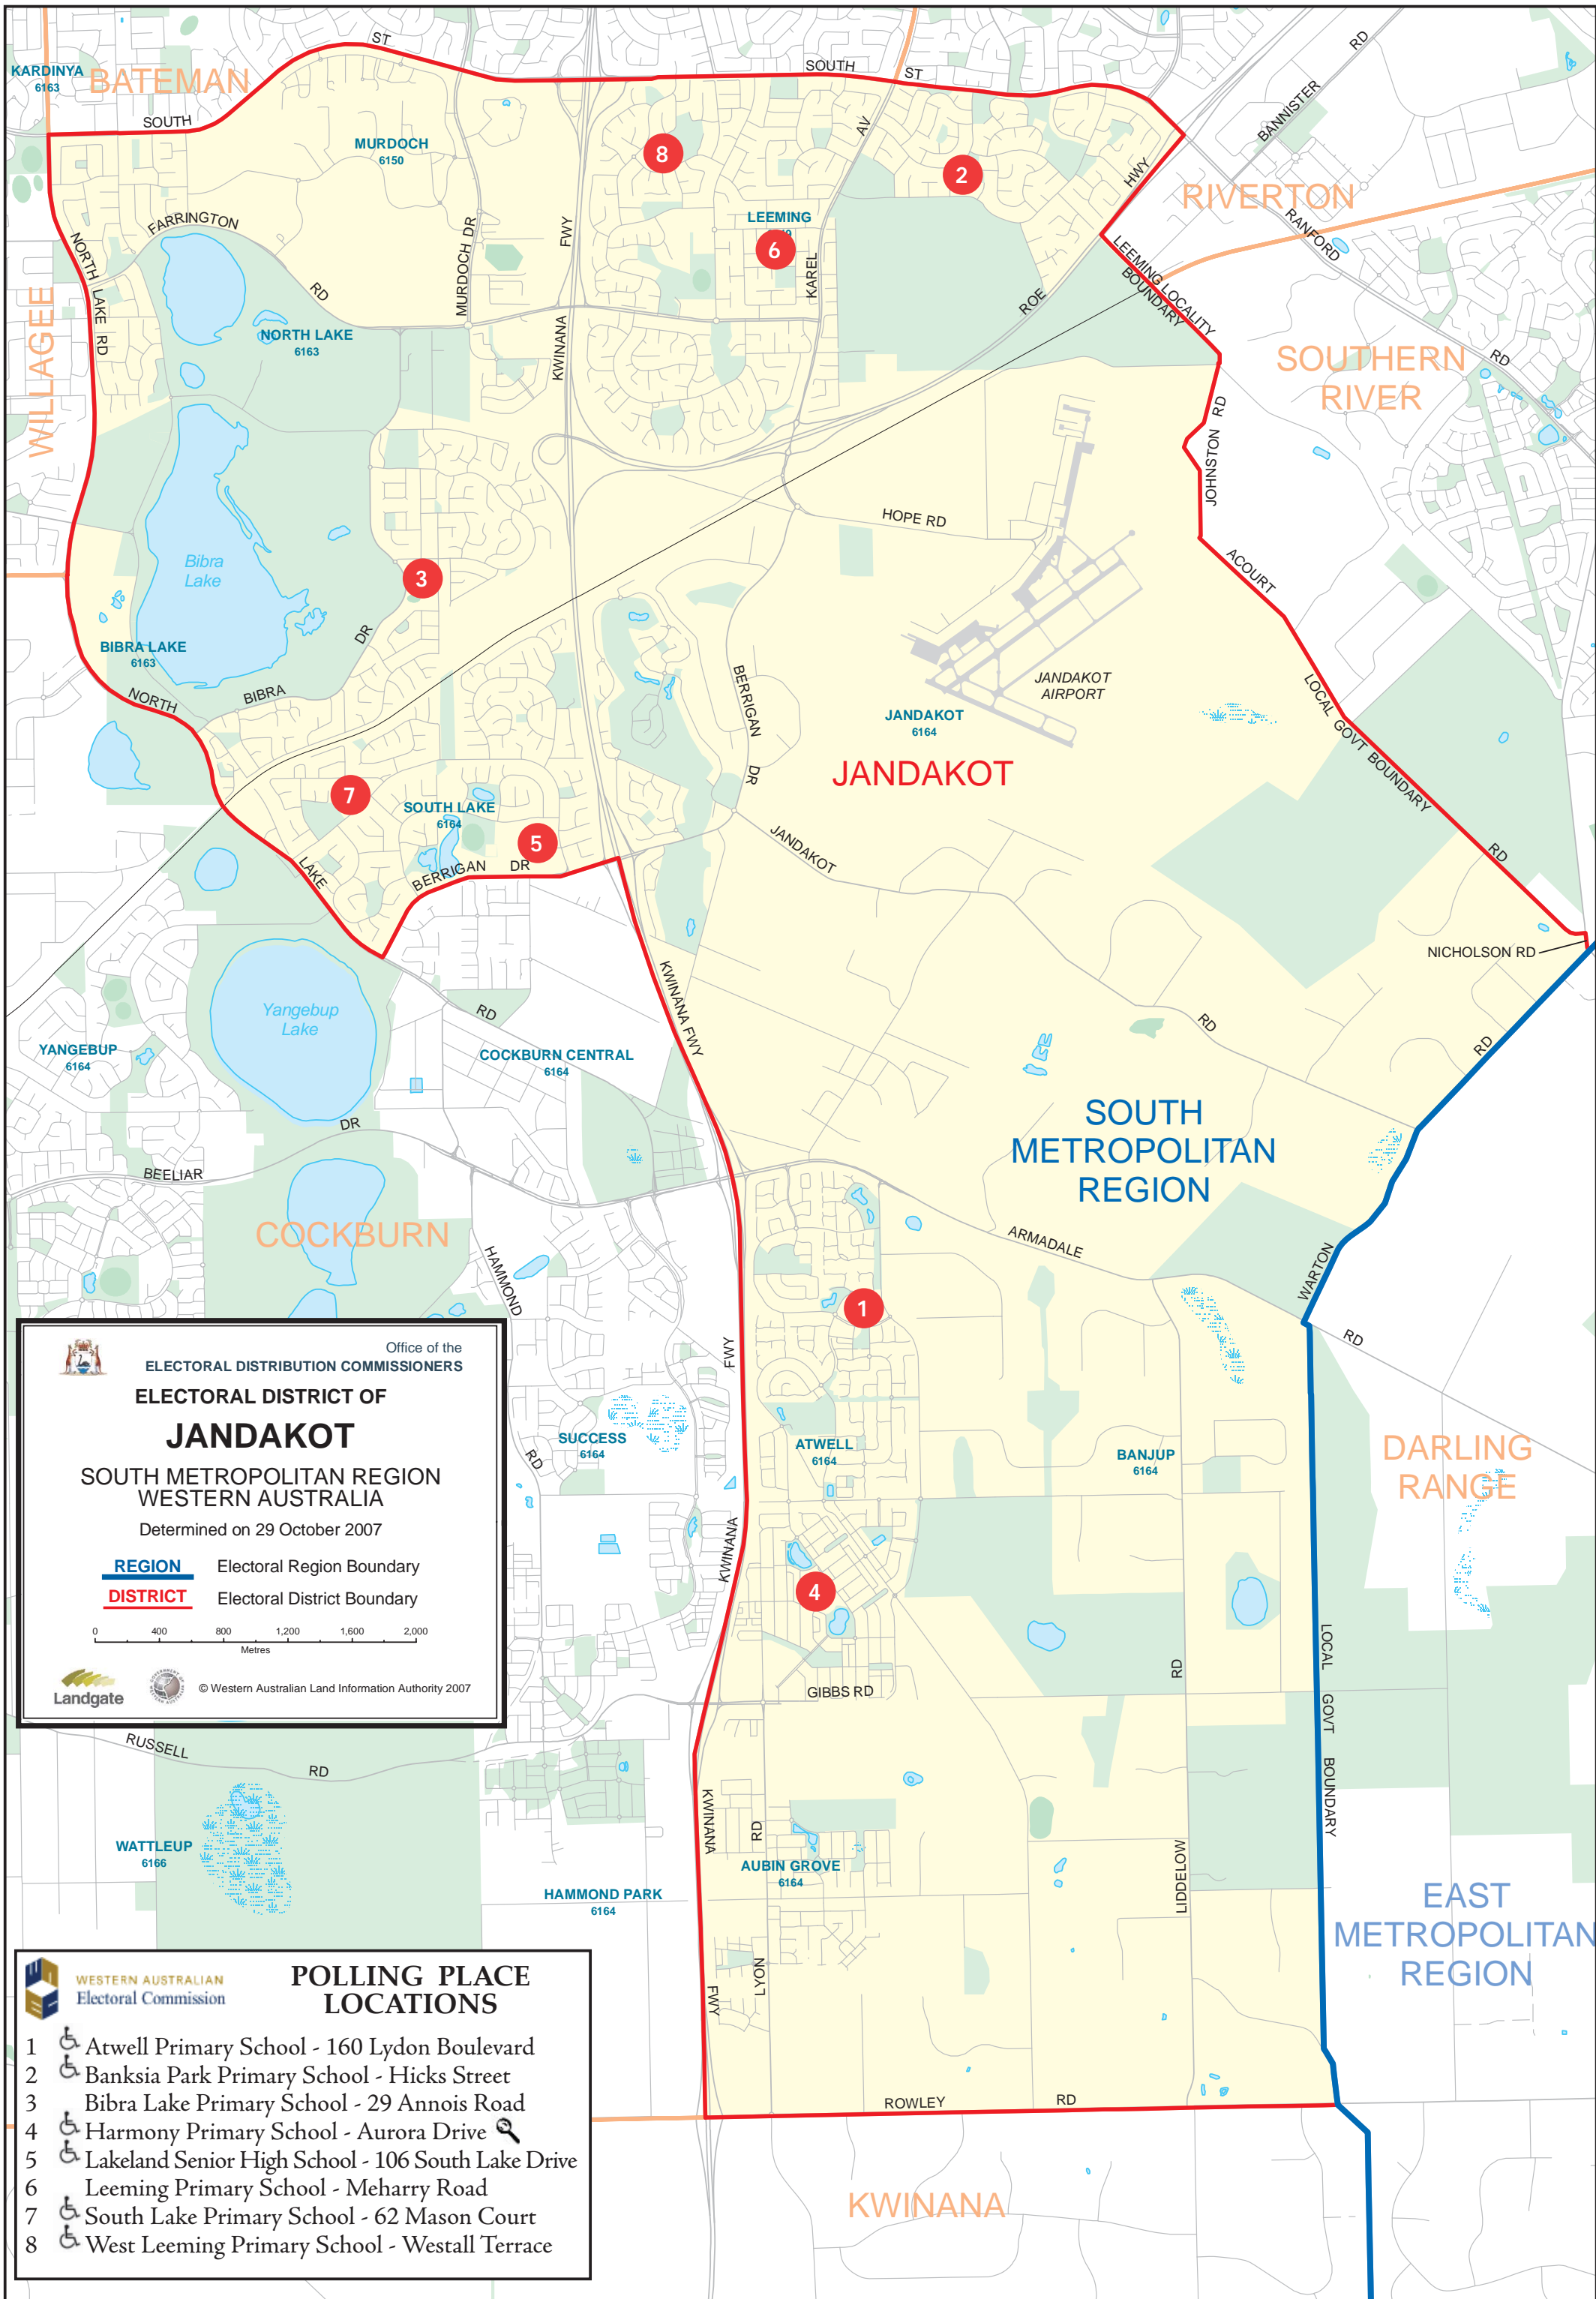 ST
SOUTH
ST
RD
KARDINYA
6163
BATEMAN
SOUTH
BANNISTER
MURDOCH
6150
8
AV
2
HWY
RIVERTON
FARRINGTON
LEEMING
RANFORD
NORTH LAKE RD
MURDOCH DR
FWY
6
KAREL
LEEMING LOCALITY
BOUNDARY
RD
ROE
WILLAGEE
NORTH LAKE
6163
KWINANA
SOUTHERN
RIVER
RD
JOHNSTON RD
HOPE RD
Bibra
Lake
3
ACOURT
BIBRA LAKE
6163
DR
BIBRA
NORTH
BERRIGAN
DR
JANDAKOT
AIRPORT
LOCAL GOVT BOUNDARY
JANDAKOT
6164
JANDAKOT
7
SOUTH LAKE
6164
5
JANDAKOT
LAKE
BERRIGAN DR
RD
NICHOLSON RD
Yangebup
Lake
RD
KWINANA FWY
RD
RD
YANGEBUP
6164
COCKBURN CENTRAL
6164
SOUTH
METROPOLITAN
REGION
DR
BEELIAR
COCKBURN
HAMMOND
ARMADALE
WARTON
1
RD
FWY
Office of the
ELECTORAL DISTRIBUTION COMMISSIONERS
ELECTORAL DISTRICT OF
JANDAKOT
SOUTH METROPOLITAN REGION
WESTERN AUSTRALIA
Determined on 29 October 2007
REGION Electoral Region Boundary
DISTRICT Electoral District Boundary
0 400 800 1,200 1,600 2,000
Metres
Landgate
© Western Australian Land Information Authority 2007
RD
SUCCESS
6164
ATWELL
6164
BANJUP
6164
DARLING
RANGE
KWINANA
4
LOCAL GOVT BOUNDARY
RD
GIBBS RD
RUSSELL
RD
KWINANA
RD
WATTLEUP
6166
AUBIN GROVE
6164
LIDDELOW
HAMMOND PARK
6164
EAST
METROPOLITAN
REGION
LYON
FWY
ROWLEY RD
KWINANA
WESTERN AUSTRALIAN
Electoral Commission
POLLING PLACE
LOCATIONS
1 Atwell Primary School - 160 Lydon Boulevard
2 Banksia Park Primary School - Hicks Street
3 Bibra Lake Primary School - 29 Annois Road
4 Harmony Primary School - Aurora Drive
5 Lakeland Senior High School - 106 South Lake Drive
6 Leeming Primary School - Meharry Road
7 South Lake Primary School - 62 Mason Court
8 West Leeming Primary School - Westall Terrace